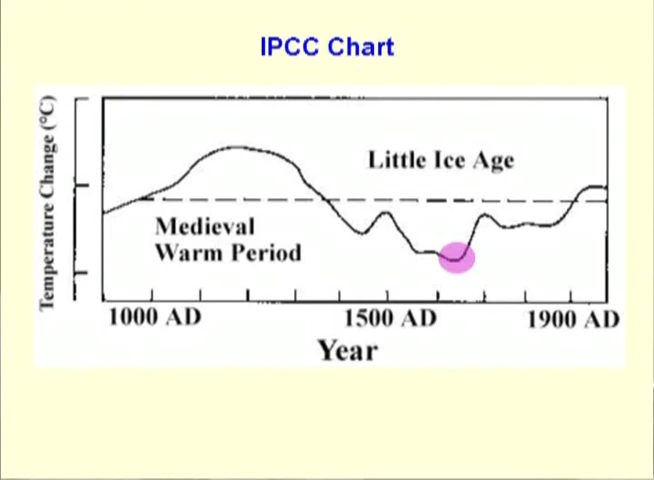 IPCC Chart
Temperature Change (°C)
Little Ice Age
Medieval
Warm Period
1000 AD
1500 AD
1900 AD
Year